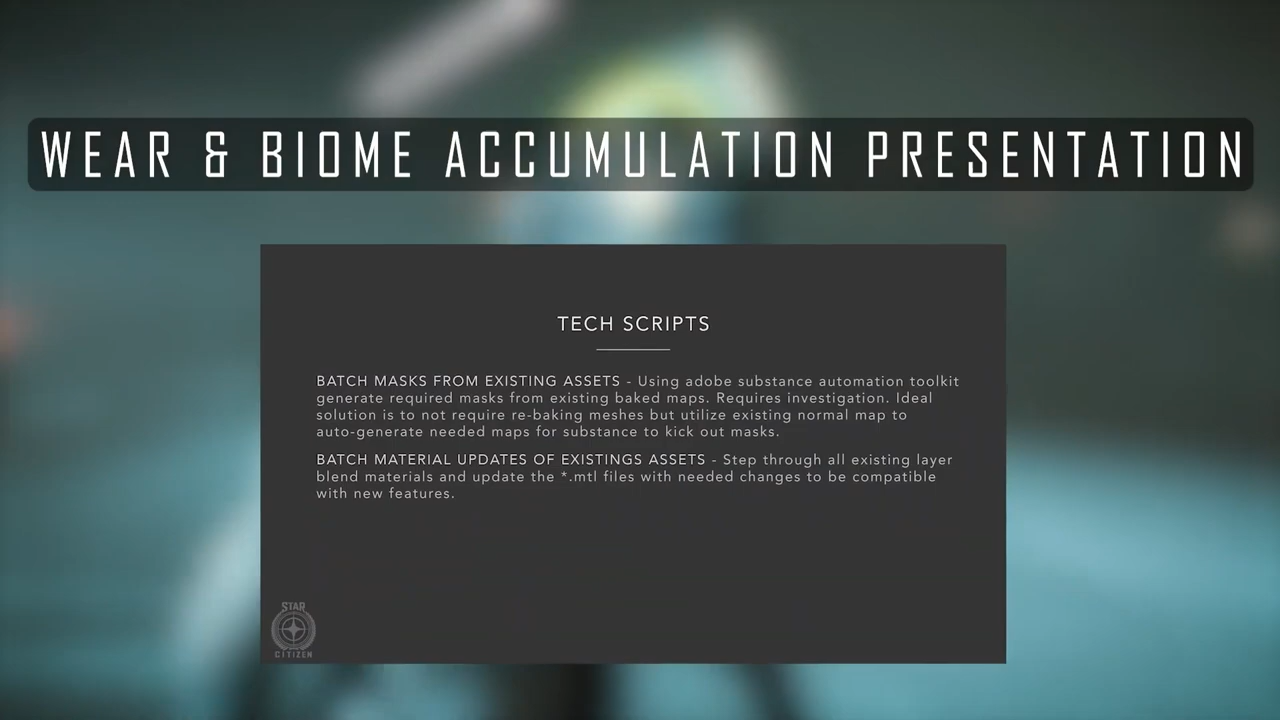 WEAR & BIOME ACCUMULATION PRESENTATION
TECH SCRIPTS
BATCH MASKS FROM EXISTING ASSETS - Using adobe substance automation toolkit
generate required masks from existing baked maps. Requires investigation. Ideal
solution is to not require re-baking meshes but utilize existing normal map to
auto-generate needed maps for substance to kick out masks.
BATCH MATERIAL UPDATES OF EXISTINGS ASSETS - Step through all existing layer
blend materials and update the *.mtl files with needed changes to be compatible
with new features.
STAR
CITIZEN